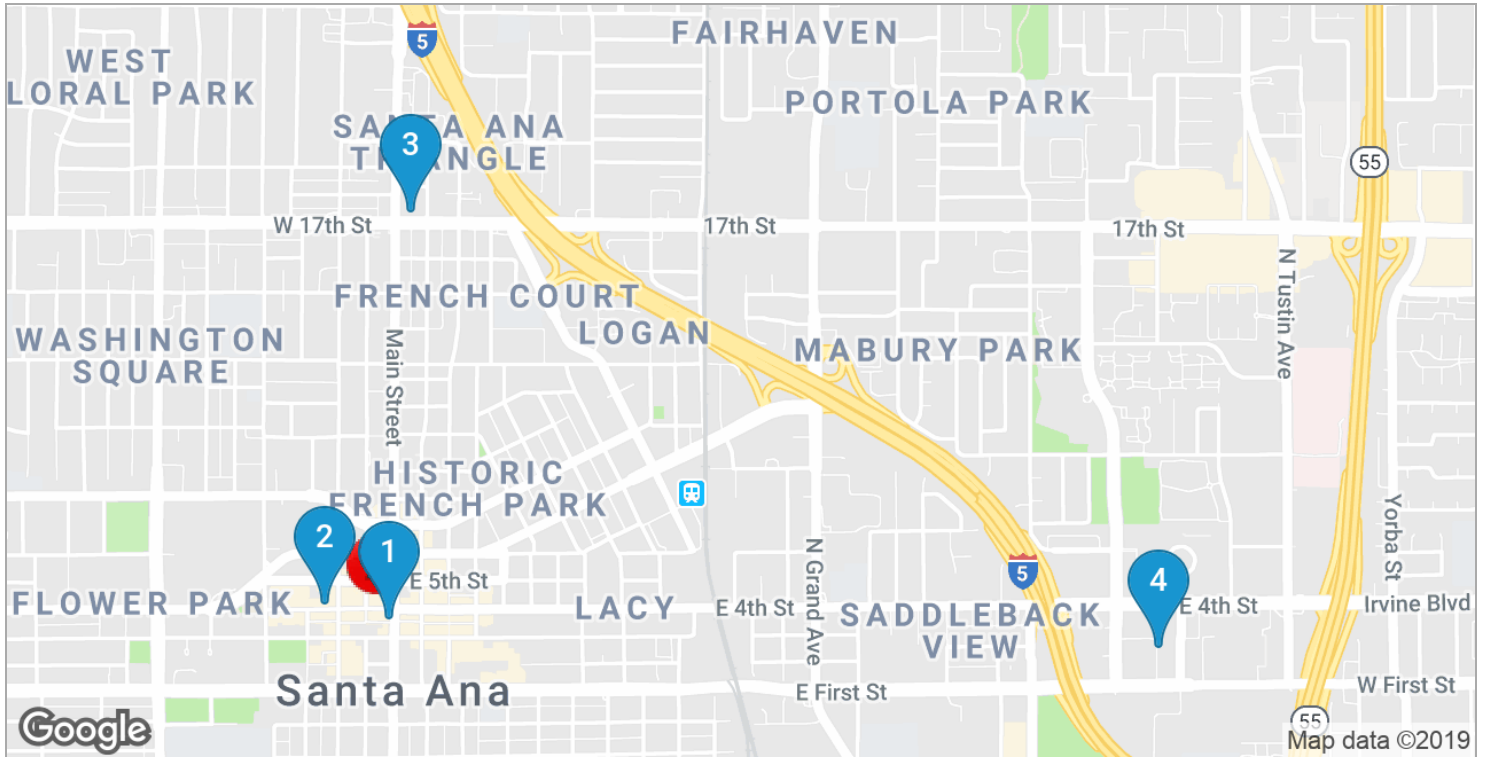 5
FAIRHAVEN
WEST
LORAL PARK
PORTOLA PARK
SANTA ANA
TRIANGLE
3
55
W 17th St
17th St
17th St
N Tustin Ave
FRENCH COURT
LOGAN
WASHINGTON
SQUARE
Main Street
MABURY PARK
HISTORIC
FRENCH PARK
Yorba St
2
1
E 5th St
N Grand Ave
5
4
FLOWER PARK
LACY
E 4th St
SADDLEBACK
VIEW
E 4th St
Irvine Blvd
Santa Ana
E First St
W First St
55
Google
Map data ©2019